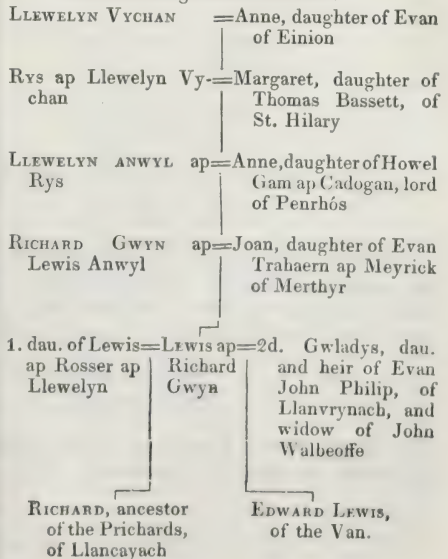 LLEWELYN VYCHAN =Anne, daughter of Evan
of Einion
RYS ap Llewelyn Vy-=Margaret, daughter of
chan Thomas Bassett, of
St. Hilary
LLEWELYN ANWYL ap=Anne, daughter of Howel
Rys Gam ap Cadogan, lord
of Penrhós
RICHARD GWYN ap=Joan, daughter of Evan
Lewis Anwyl Trahaern ap Meyrick
of Merthyr
1. dau. of Lewis=LEWIS ap=2d. Gwladys, dau.
ap Rosser ap Richard and heir of Evan
Llewelyn Gwyn John Philip, of
Llanvrynach, and
widow of John
Walbeoffe
RICHARD, ancestor EDWARD LEWIS,
of the Prichards, of the Van.
of Llancayach